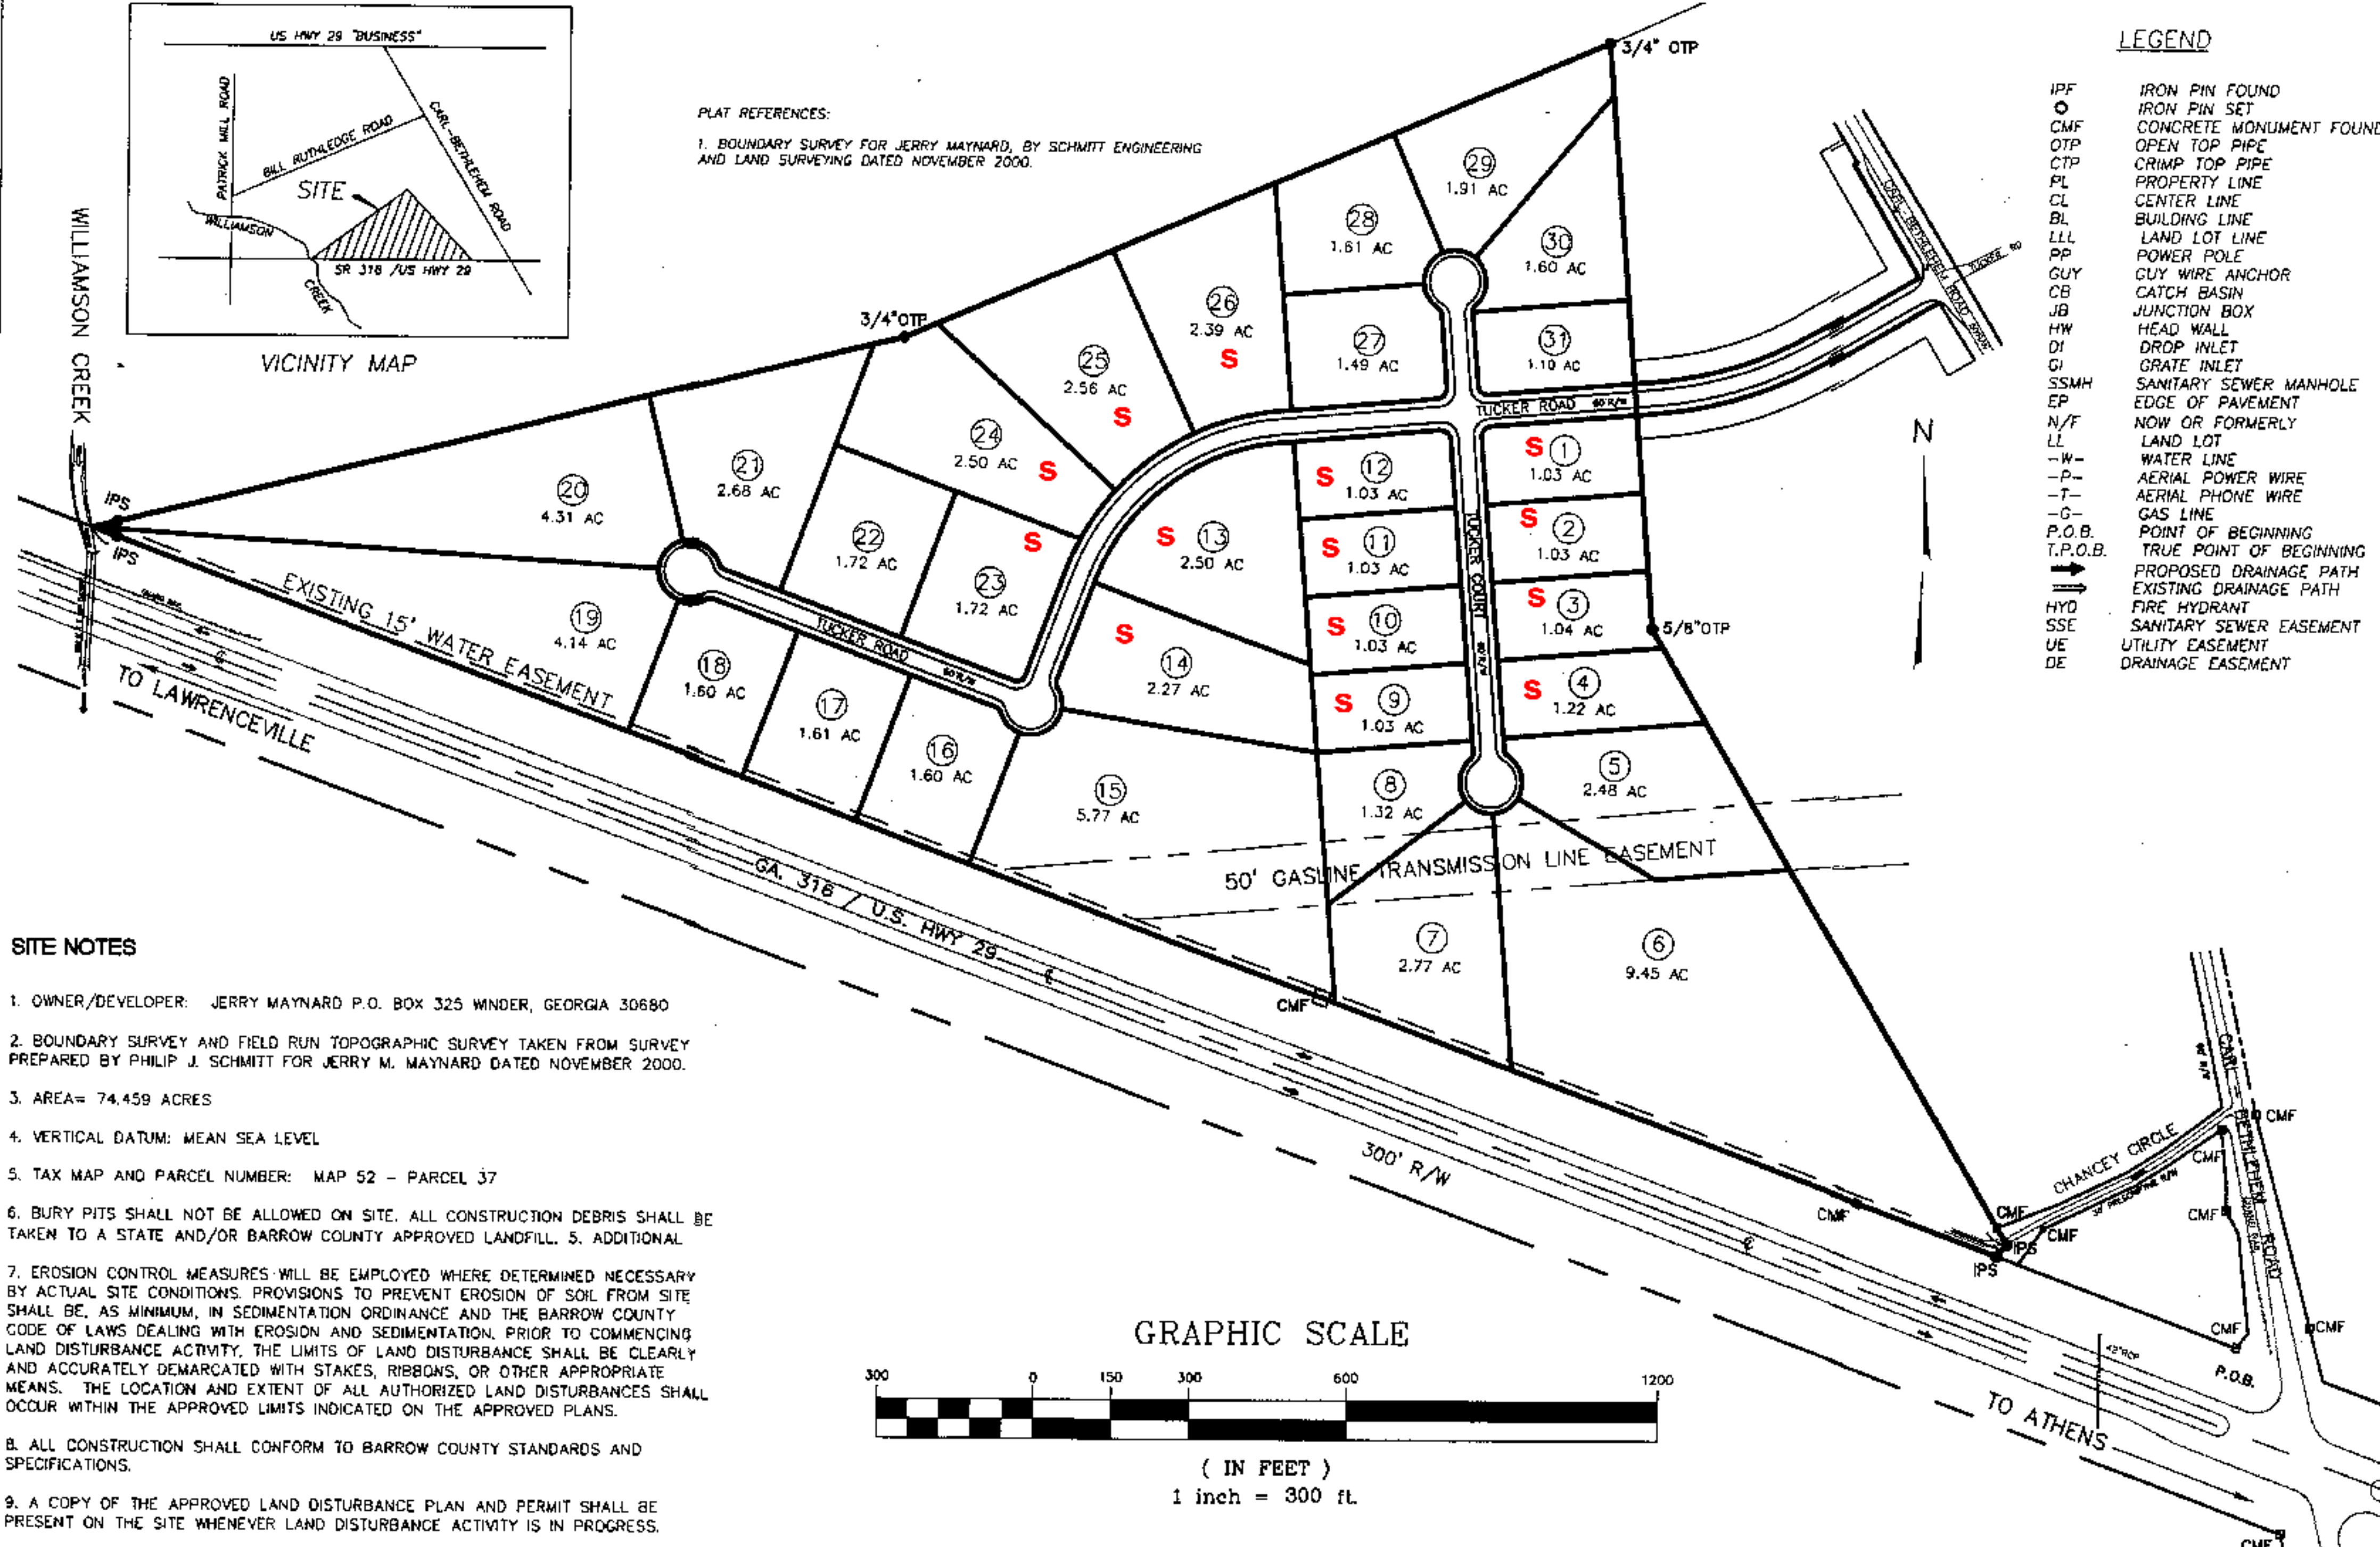 US HWY 29 "BUSINESS"
PATRICK MILL ROAD
BILL RUTHLEDGE ROAD
CARL-BETHLEHEM ROAD
SITE
WILLIAMSON
CREEK
SR 316 /US HWY 29
VICINITY MAP
PLAT REFERENCES:
1. BOUNDARY SURVEY FOR JERRY MAYNARD, BY SCHMITT ENGINEERING
AND LAND SURVEYING DATED NOVEMBER 2000.
LEGEND
IPF IRON PIN FOUND
O IRON PIN SET
CMF CONCRETE MONUMENT FOUND
OTP OPEN TOP PIPE
CTP CRIMP TOP PIPE
PL PROPERTY LINE
CL CENTER LINE
BL BUILDING LINE
LLL LAND LOT LINE
PP POWER POLE
GUY GUY WIRE ANCHOR
CB CATCH BASIN
JB JUNCTION BOX
HW HEAD WALL
DI DROP INLET
GI GRATE INLET
SSMH SANITARY SEWER MANHOLE
EP EDGE OF PAVEMENT
N/F NOW OR FORMERLY
LL LAND LOT
-W- WATER LINE
-P- AERIAL POWER WIRE
-T- AERIAL PHONE WIRE
-G- GAS LINE
P.O.B. POINT OF BEGINNING
T.P.O.B. TRUE POINT OF BEGINNING
PROPOSED DRAINAGE PATH
EXISTING DRAINAGE PATH
HYD FIRE HYDRANT
SSE SANITARY SEWER EASEMENT
UE UTILITY EASEMENT
DE DRAINAGE EASEMENT
N
WILLIAMSON CREEK
3/4" OTP
3/4"OTP
5/8"OTP
IPS
IPS
29
1.91 AC
28
1.61 AC
30
1.60 AC
26
2.39 AC
S
27
1.49 AC
31
1.10 AC
25
2.56 AC
S
24
2.50 AC
S
21
2.68 AC
20
4.31 AC
22
1.72 AC
23
1.72 AC
S
13
2.50 AC
S
12
1.03 AC
S
1
1.03 AC
S
11
1.03 AC
S
2
1.03 AC
S
10
1.03 AC
S
3
1.04 AC
S
9
1.03 AC
S
4
1.22 AC
S
14
2.27 AC
S
19
4.14 AC
18
1.60 AC
17
1.61 AC
16
1.60 AC
15
5.77 AC
8
1.32 AC
5
2.48 AC
7
2.77 AC
6
9.45 AC
TUCKER ROAD 60'R/W
TUCKER COURT
TUCKER ROAD 60'R/W
CARL-BETHLEHEM ROAD
TUCKER RD
EXISTING 15' WATER EASEMENT
50' GASLINE TRANSMISSION LINE EASEMENT
TO LAWRENCEVILLE
GA. 316 / U.S. HWY 29
300' R/W
TO ATHENS
CMF
CMF
CMF
IPS
IPS
CMF
CHANCEY CIRCLE
CARL BETHLEHEM ROAD
CMF
CMF
CMF
CMF
CMF
P.O.B.
CMF
SITE NOTES
1. OWNER/DEVELOPER: JERRY MAYNARD P.O. BOX 325 WINDER, GEORGIA 30680
2. BOUNDARY SURVEY AND FIELD RUN TOPOGRAPHIC SURVEY TAKEN FROM SURVEY
PREPARED BY PHILIP J. SCHMITT FOR JERRY M. MAYNARD DATED NOVEMBER 2000.
3. AREA= 74.459 ACRES
4. VERTICAL DATUM: MEAN SEA LEVEL
5. TAX MAP AND PARCEL NUMBER: MAP 52 - PARCEL 37
6. BURY PITS SHALL NOT BE ALLOWED ON SITE. ALL CONSTRUCTION DEBRIS SHALL BE
TAKEN TO A STATE AND/OR BARROW COUNTY APPROVED LANDFILL. 5. ADDITIONAL
7. EROSION CONTROL MEASURES WILL BE EMPLOYED WHERE DETERMINED NECESSARY
BY ACTUAL SITE CONDITIONS. PROVISIONS TO PREVENT EROSION OF SOIL FROM SITE
SHALL BE, AS MINIMUM, IN SEDIMENTATION ORDINANCE AND THE BARROW COUNTY
CODE OF LAWS DEALING WITH EROSION AND SEDIMENTATION. PRIOR TO COMMENCING
LAND DISTURBANCE ACTIVITY, THE LIMITS OF LAND DISTURBANCE SHALL BE CLEARLY
AND ACCURATELY DEMARCATED WITH STAKES, RIBBONS, OR OTHER APPROPRIATE
MEANS. THE LOCATION AND EXTENT OF ALL AUTHORIZED LAND DISTURBANCES SHALL
OCCUR WITHIN THE APPROVED LIMITS INDICATED ON THE APPROVED PLANS.
8. ALL CONSTRUCTION SHALL CONFORM TO BARROW COUNTY STANDARDS AND
SPECIFICATIONS.
9. A COPY OF THE APPROVED LAND DISTURBANCE PLAN AND PERMIT SHALL BE
PRESENT ON THE SITE WHENEVER LAND DISTURBANCE ACTIVITY IS IN PROGRESS.
GRAPHIC SCALE
300 0 150 300 600 1200
( IN FEET )
1 inch = 300 ft.